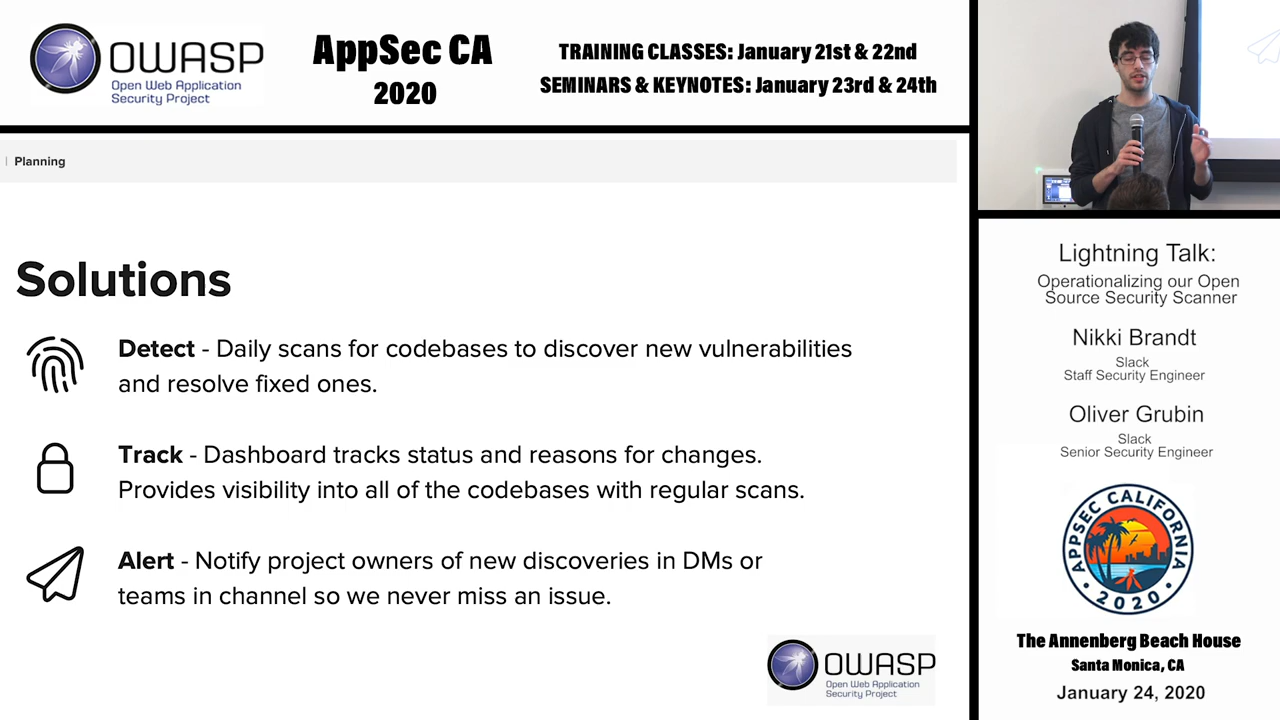 OWASP
Open Web Application
Security Project
AppSec CA
2020
TRAINING CLASSES: January 21st & 22nd
SEMINARS & KEYNOTES: January 23rd & 24th
Planning
Solutions
Detect - Daily scans for codebases to discover new vulnerabilities
and resolve fixed ones.
Track - Dashboard tracks status and reasons for changes.
Provides visibility into all of the codebases with regular scans.
Alert - Notify project owners of new discoveries in DMs or
teams in channel so we never miss an issue.
OWASP
Open Web Application
Security Project
Lightning Talk:
Operationalizing our Open
Source Security Scanner
Nikki Brandt
Slack
Staff Security Engineer
Oliver Grubin
Slack
Senior Security Engineer
APPSEC CALIFORNIA
• 2020 •
The Annenberg Beach House
Santa Monica, CA
January 24, 2020